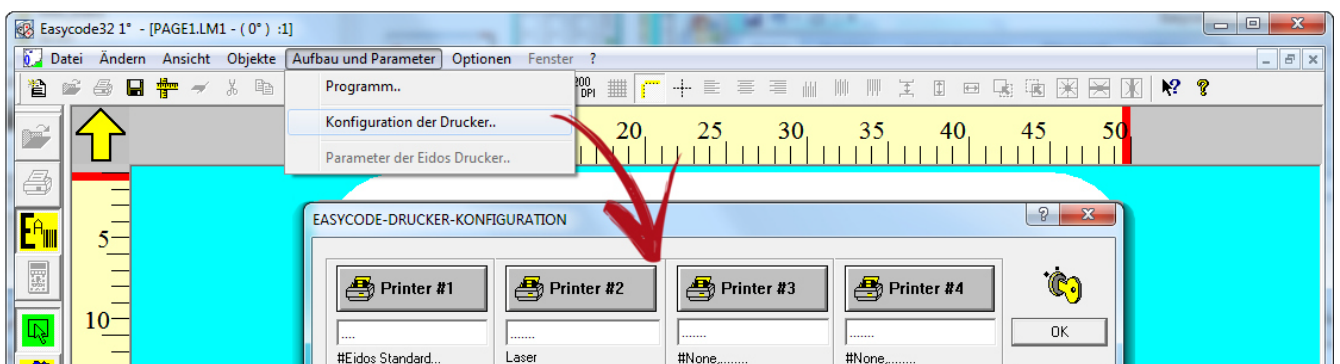 Easycode32 1° - [PAGE1.LM1 - ( 0° ) :1]
Datei Ändern Ansicht Objekte Aufbau und Parameter Optionen Fenster ?
Programm..
200
DPI
Konfiguration der Drucker..
Parameter der Eidos Drucker..
20 25 30 35 40 45 50
EASYCODE-DRUCKER-KONFIGURATION
5
Printer #1 Printer #2 Printer #3 Printer #4
.... ....... ....... .......
10
OK
#Eidos Standard... Laser #None,........ #None,........